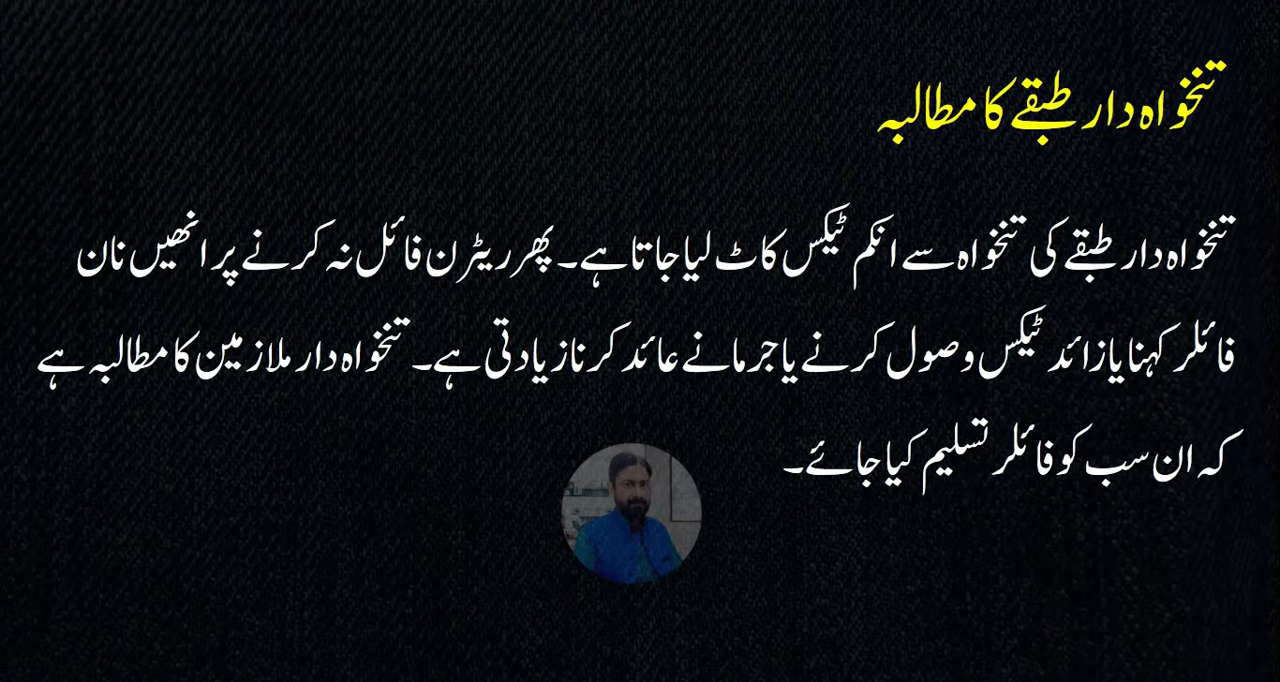 تنخواہ دار طبقے کا مطالبہ
تنخواہ دار طبقے کی تنخواہ سے انکم ٹیکس کاٹ لیا جاتا ہے۔ پھر ریٹرن فائل نہ کرنے پر انھیں نان
فائلر کہنا یا زائد ٹیکس وصول کرنے یا جرمانے عائد کرنا زیادتی ہے۔ تنخواہ دار ملازمین کا مطالبہ ہے
کہ ان سب کو فائلر تسلیم کیا جائے۔